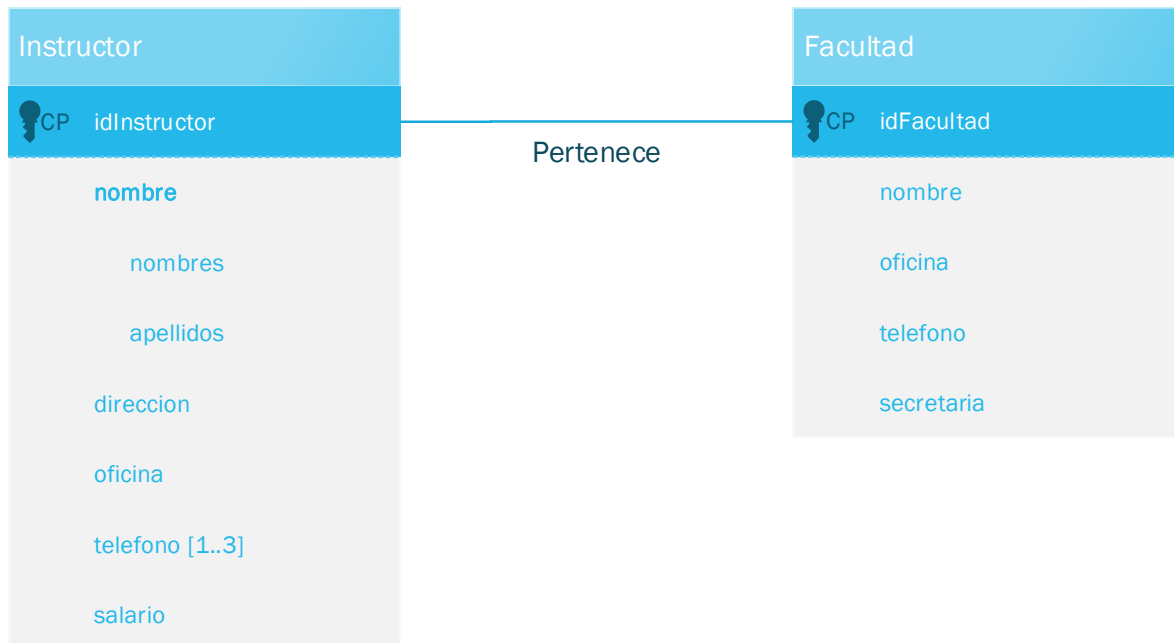 Instructor
CP idInstructor
nombre
nombres
apellidos
direccion
oficina
telefono [1..3]
salario
Pertenece
Facultad
CP idFacultad
nombre
oficina
telefono
secretaria